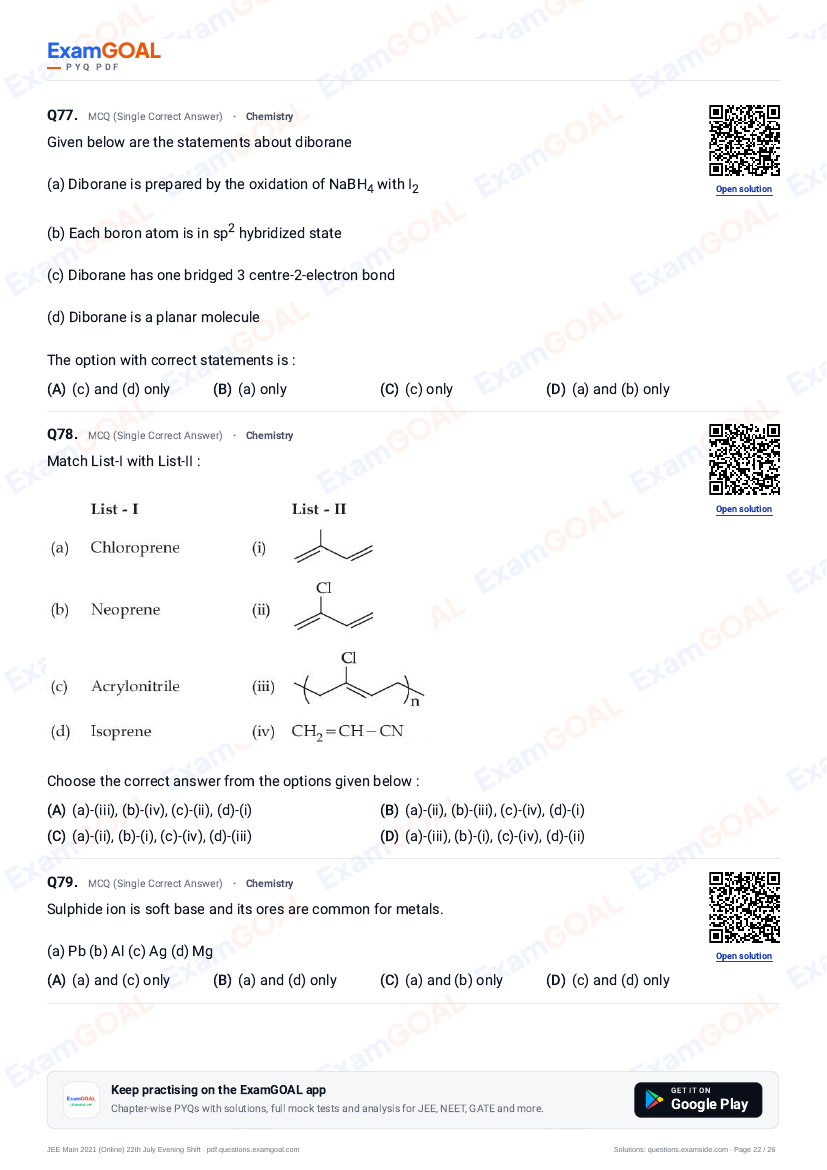 ExamGOAL
PYQ PDF
Q77. MCQ (Single Correct Answer) · Chemistry
Given below are the statements about diborane
(a) Diborane is prepared by the oxidation of NaBH4 with I2
(b) Each boron atom is in sp2 hybridized state
(c) Diborane has one bridged 3 centre-2-electron bond
(d) Diborane is a planar molecule
The option with correct statements is :
(A) (c) and (d) only (B) (a) only (C) (c) only (D) (a) and (b) only
Open solution
Q78. MCQ (Single Correct Answer) · Chemistry
Match List-I with List-II :
Open solution
List - I List - II
(a) Chloroprene (i)
Cl
(b) Neoprene (ii)
Cl
(c) Acrylonitrile (iii) n
(d) Isoprene (iv) CH2=CH−CN
Choose the correct answer from the options given below :
(A) (a)-(iii), (b)-(iv), (c)-(ii), (d)-(i) (B) (a)-(ii), (b)-(iii), (c)-(iv), (d)-(i)
(C) (a)-(ii), (b)-(i), (c)-(iv), (d)-(iii) (D) (a)-(iii), (b)-(i), (c)-(iv), (d)-(ii)
Q79. MCQ (Single Correct Answer) · Chemistry
Sulphide ion is soft base and its ores are common for metals.
(a) Pb (b) Al (c) Ag (d) Mg
Open solution
(A) (a) and (c) only (B) (a) and (d) only (C) (a) and (b) only (D) (c) and (d) only
ExamGOAL
Keep practising on the ExamGOAL app
Chapter-wise PYQs with solutions, full mock tests and analysis for JEE, NEET, GATE and more.
GET IT ON
Google Play
JEE Main 2021 (Online) 22th July Evening Shift · pdf.questions.examgoal.com Solutions: questions.examside.com · Page 22 / 26